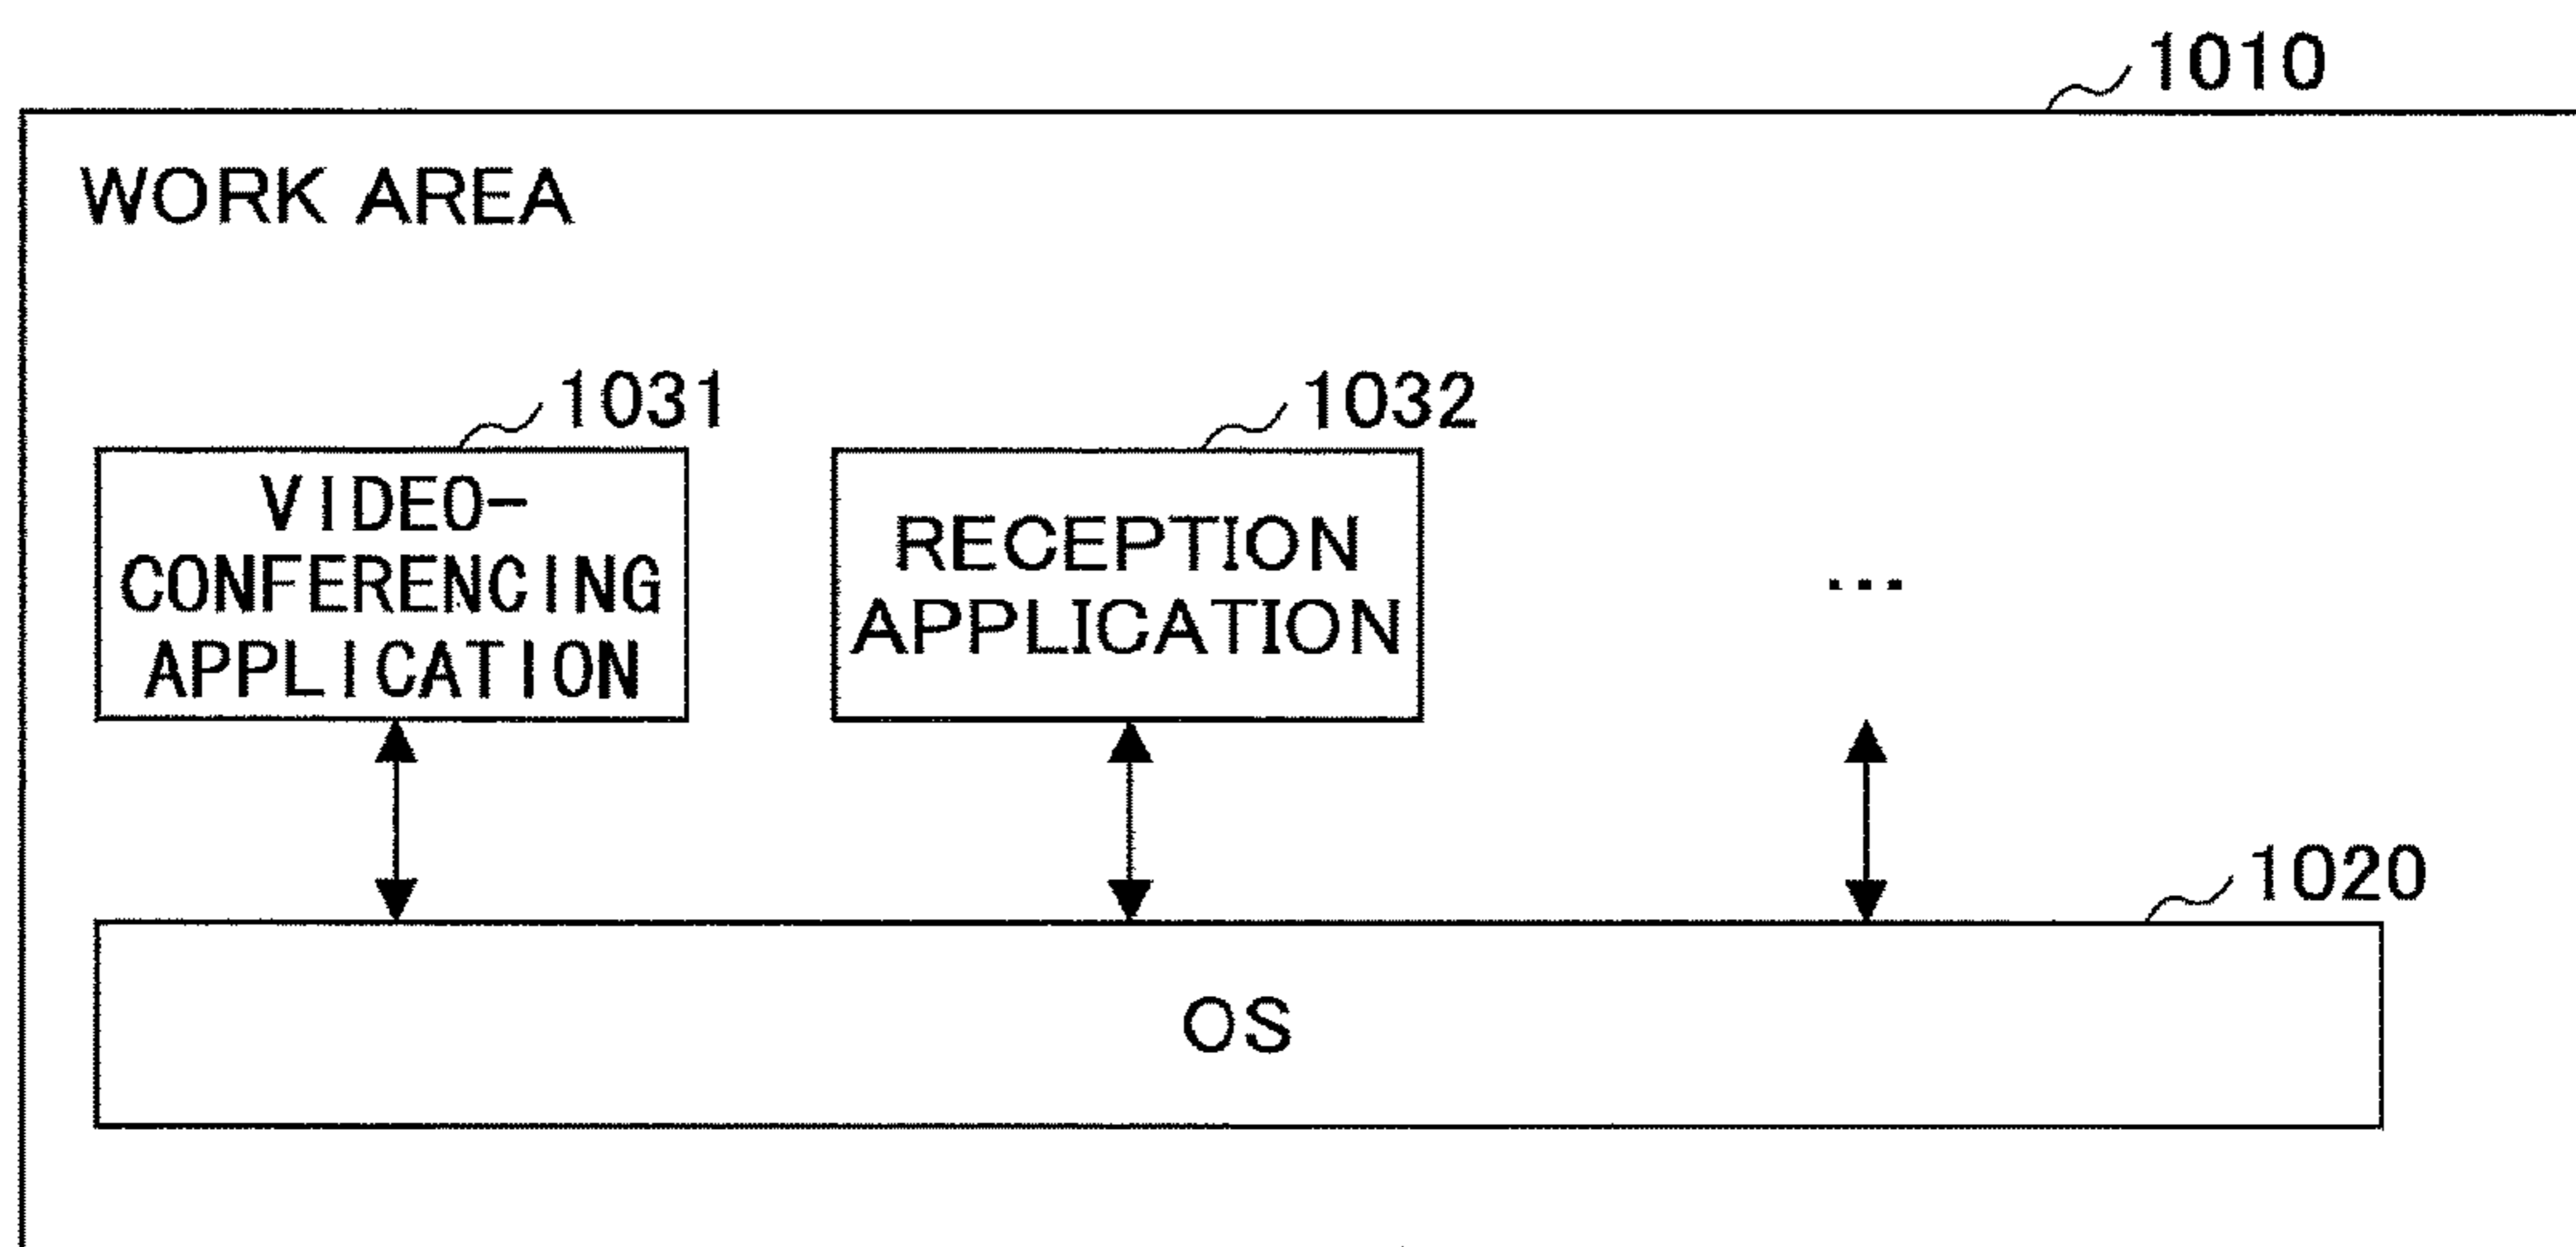 1010
WORK AREA
1031
1032
VIDEO-
CONFERENCING
APPLICATION
RECEPTION
APPLICATION
...
1020
OS